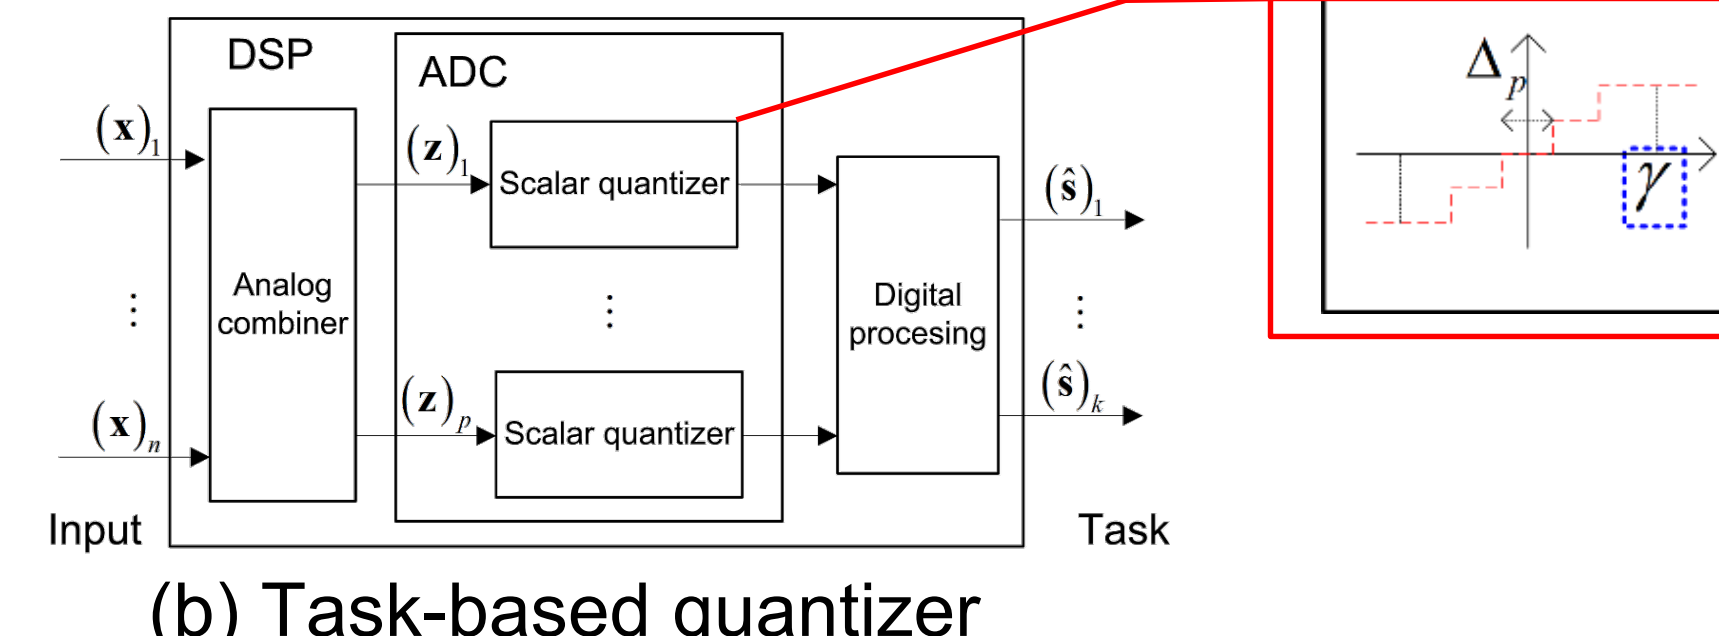 DSP
ADC
(x)₁
(z)₁
Scalar quantizer
(ŝ)₁
Analog
combiner
⋮
⋮
Digital
procesing
⋮
(x)ₙ
(z)ₚ
Scalar quantizer
(ŝ)ₖ
Input
Task
(b) Task-based quantizer
Δₚ
γ